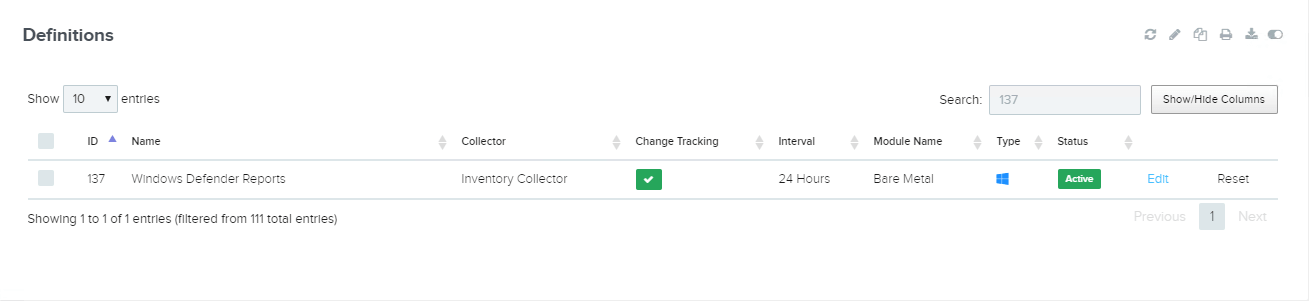 Definitions
Show 10 entries Search: 137 Show/Hide Columns
ID Name Collector Change Tracking Interval Module Name Type Status
137 Windows Defender Reports Inventory Collector 24 Hours Bare Metal Active Edit Reset
Showing 1 to 1 of 1 entries (filtered from 111 total entries) Previous 1 Next